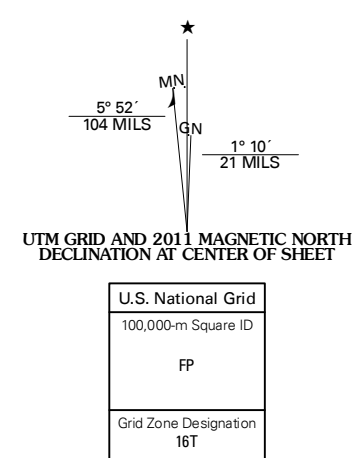 ★
MN
5° 52´
104 MILS
GN
1° 10´
21 MILS
UTM GRID AND 2011 MAGNETIC NORTH
DECLINATION AT CENTER OF SHEET
U.S. National Grid
100,000-m Square ID
FP
Grid Zone Designation
16T